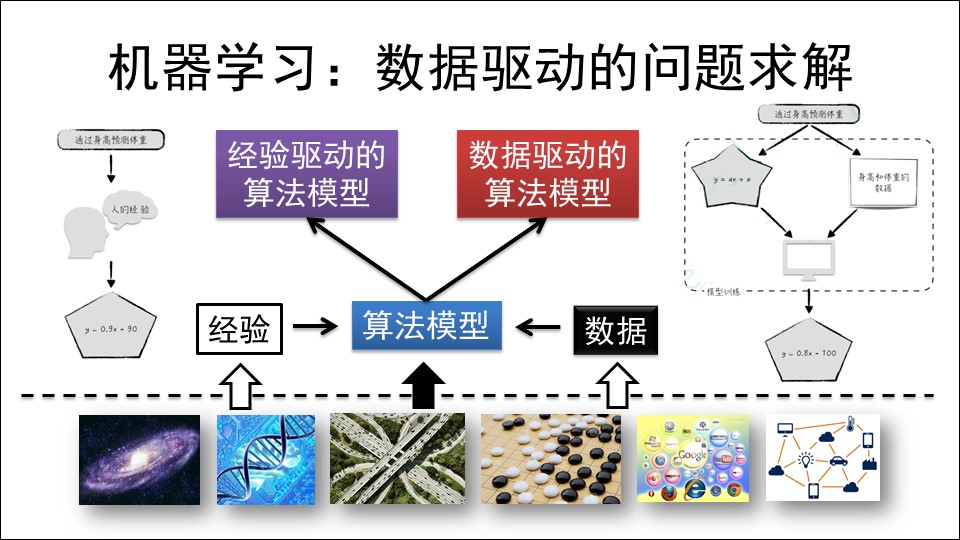 机器学习：数据驱动的问题求解
通过身高预测体重
人的经验
y = 0.9x - 90
经验驱动的
算法模型
数据驱动的
算法模型
通过身高预测体重
y = ax + b
身高和体重的
数据
模型训练
y = 0.8x - 100
经验
算法模型
数据
Google